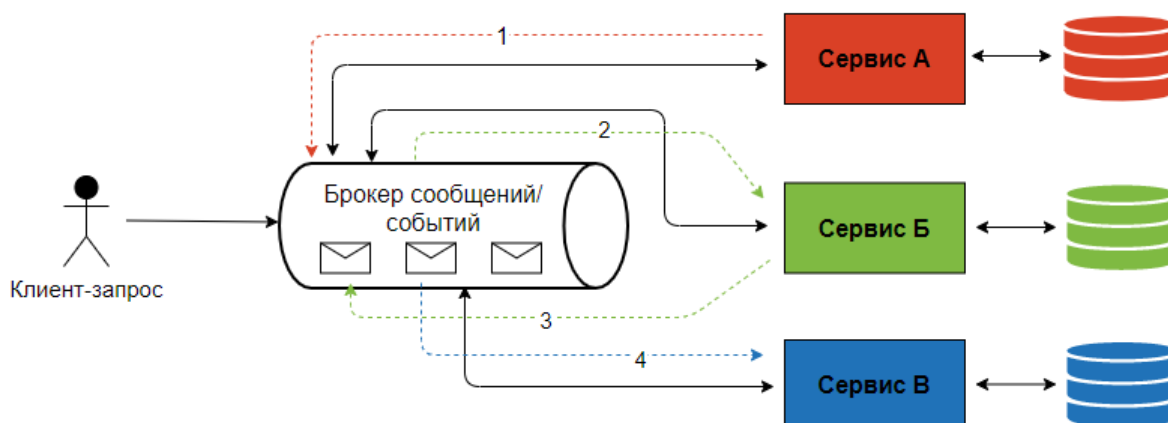 1
Сервис А
2
Брокер сообщений/
событий
Сервис Б
Клиент-запрос
3
4
Сервис В